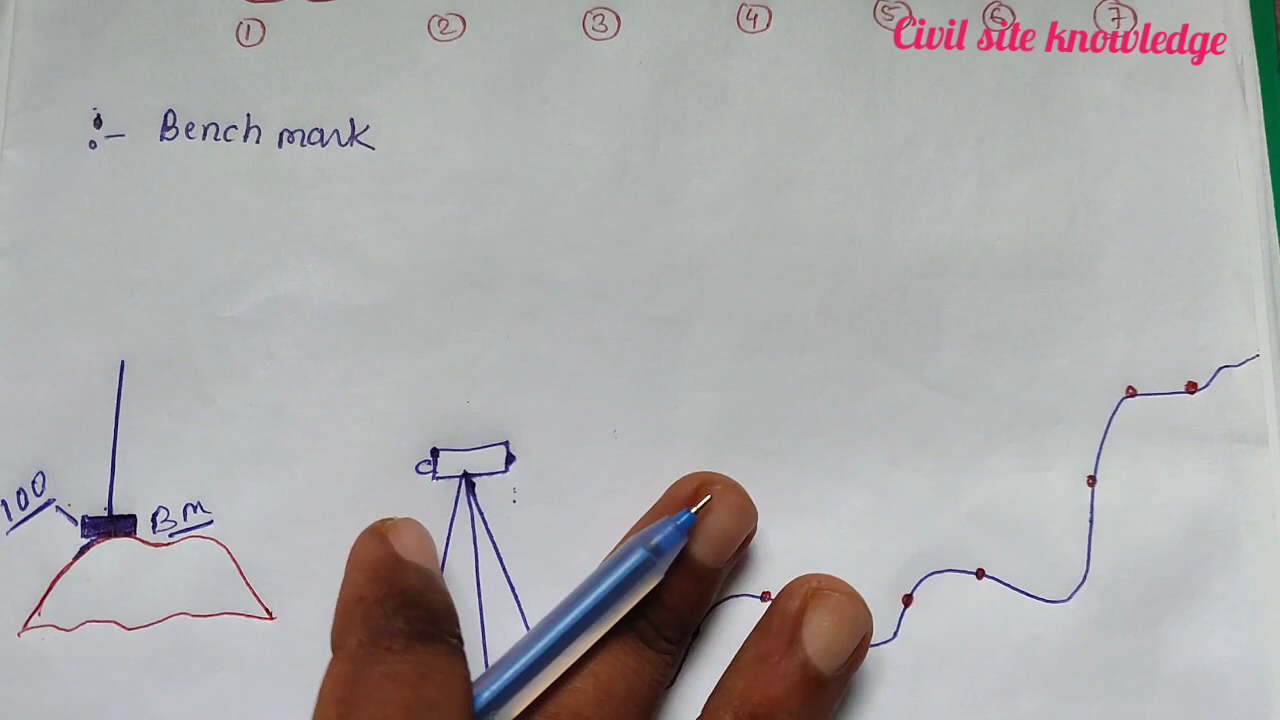 ① ② ③ ④ ⑤ ⑥ ⑦
Civil site knowledge
:- Bench mark
100
BM